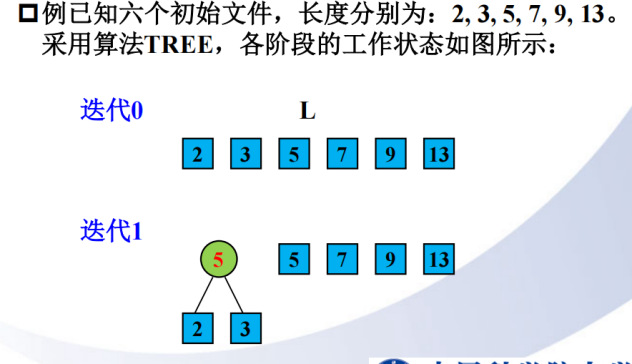 例已知六个初始文件，长度分别为：2, 3, 5, 7, 9, 13。
采用算法TREE，各阶段的工作状态如图所示：
迭代0
L
2 3 5 7 9 13
迭代1
5 5 7 9 13
2 3